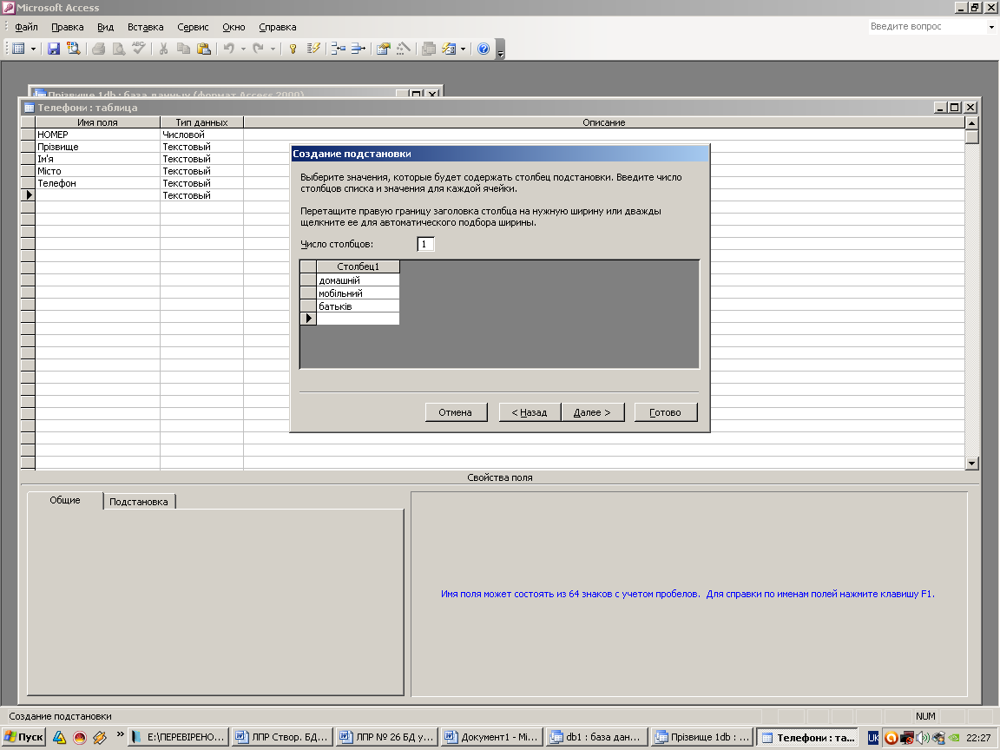 Microsoft Access
Файл Правка Вид Вставка Сервис Окно Справка
Введите вопрос
Прізвище 1db : база данных (формат Access 2000)
Телефони : таблица
Имя поля Тип данных Описание
НОМЕР Числовой
Прізвище Текстовый
Ім'я Текстовый
Місто Текстовый
Телефон Текстовый
Текстовый
Создание подстановки
Выберите значения, которые будет содержать столбец подстановки. Введите число
столбцов списка и значения для каждой ячейки.
Перетащите правую границу заголовка столбца на нужную ширину или дважды
щелкните ее для автоматического подбора ширины.
Число столбцов: 1
Столбец1
домашній
мобільний
батьків
Отмена < Назад Далее > Готово
Свойства поля
Общие Подстановка
Имя поля может состоять из 64 знаков с учетом пробелов. Для справки по именам полей нажмите клавишу F1.
Создание подстановки
NUM
Пуск » E:\ПЕРЕВІРЕНО... ЛПР Створ. БД... ЛПР № 26 БД у... Документ1 - Mi... db1 : база дан... Прізвище 1db : ... Телефони : та... UK 22:27